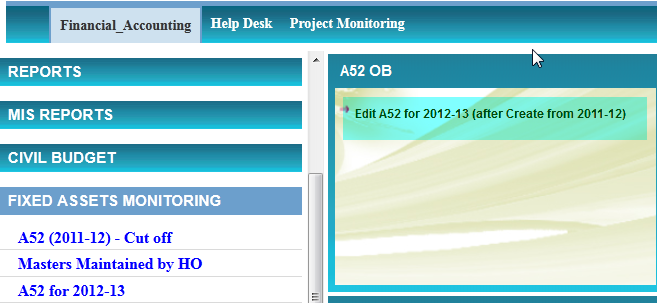 Financial_Accounting Help Desk Project Monitoring
REPORTS
MIS REPORTS
CIVIL BUDGET
FIXED ASSETS MONITORING
A52 (2011-12) - Cut off
Masters Maintained by HO
A52 for 2012-13
A52 OB
Edit A52 for 2012-13 (after Create from 2011-12)